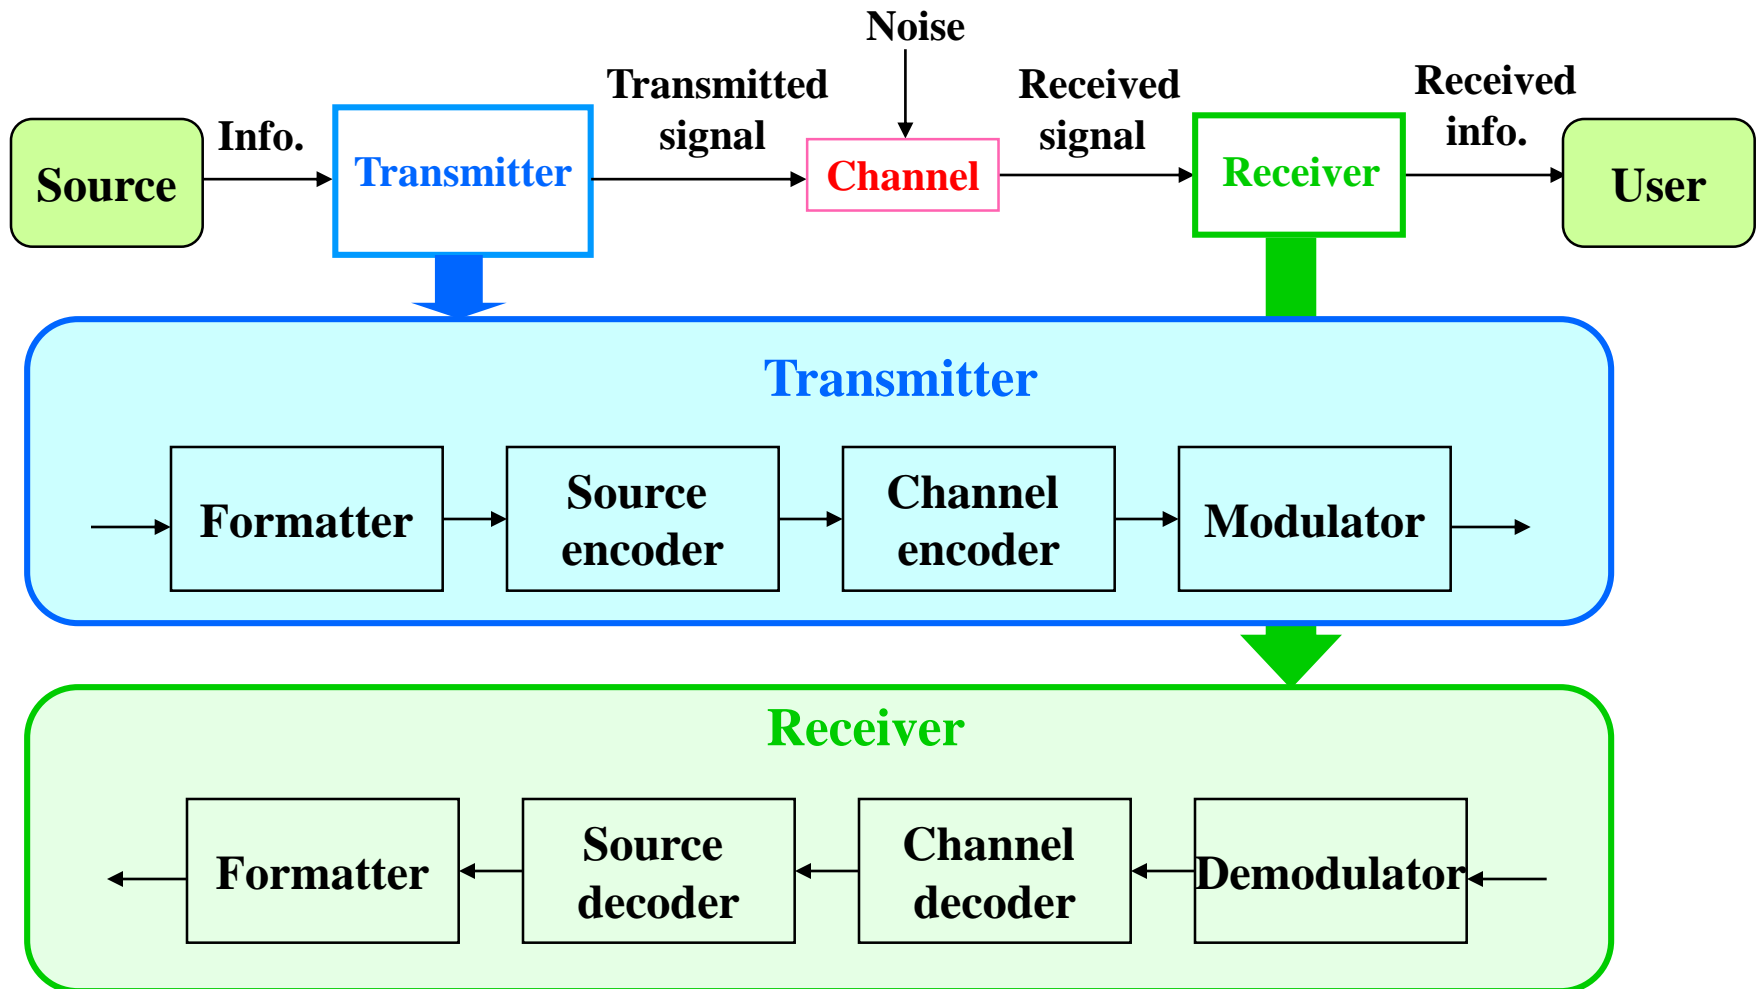 Noise
Transmitted
signal
Received
signal
Received
info.
Info.
Source
Transmitter
Channel
Receiver
User
Transmitter
Formatter
Source
encoder
Channel
encoder
Modulator
Receiver
Formatter
Source
decoder
Channel
decoder
Demodulator